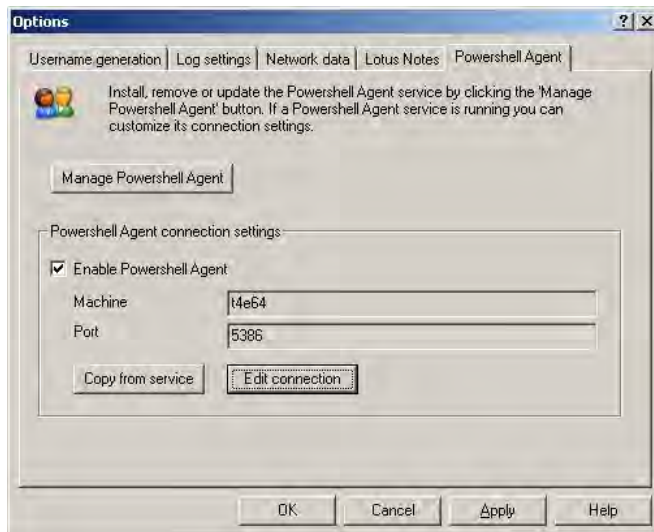 Options
Username generation
Log settings
Network data
Lotus Notes
Powershell Agent
Install, remove or update the Powershell Agent service by clicking the 'Manage
Powershell Agent' button. If a Powershell Agent service is running you can
customize its connection settings.
Manage Powershell Agent
Powershell Agent connection settings
Enable Powershell Agent
Machine
t4e64
Port
5386
Copy from service
Edit connection
OK
Cancel
Apply
Help